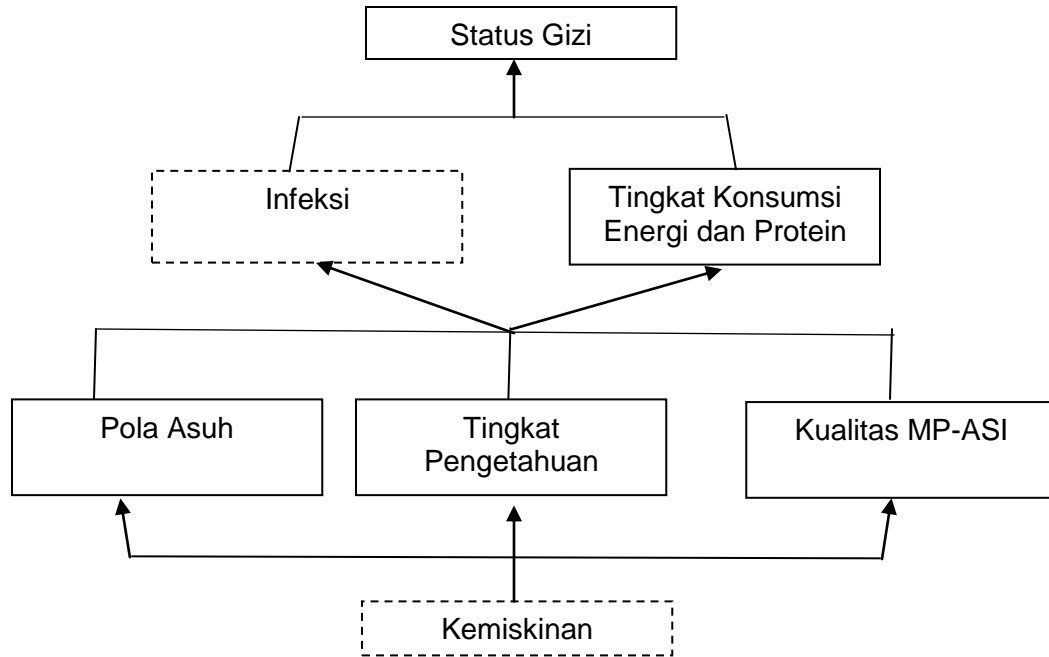 Status Gizi
Infeksi
Tingkat Konsumsi
Energi dan Protein
Pola Asuh
Tingkat
Pengetahuan
Kualitas MP-ASI
Kemiskinan